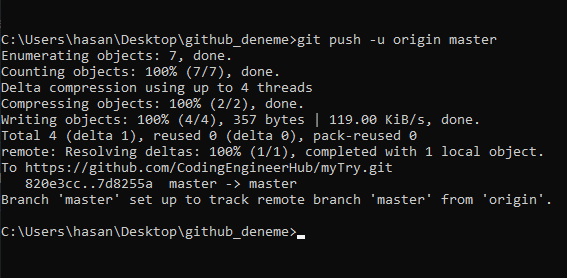 C:\Users\hasan\Desktop\github_deneme>git push -u origin master
Enumerating objects: 7, done.
Counting objects: 100% (7/7), done.
Delta compression using up to 4 threads
Compressing objects: 100% (2/2), done.
Writing objects: 100% (4/4), 357 bytes | 119.00 KiB/s, done.
Total 4 (delta 1), reused 0 (delta 0), pack-reused 0
remote: Resolving deltas: 100% (1/1), completed with 1 local object.
To https://github.com/CodingEngineerHub/myTry.git
   820e3cc..7d8255a  master -> master
Branch 'master' set up to track remote branch 'master' from 'origin'.
C:\Users\hasan\Desktop\github_deneme>